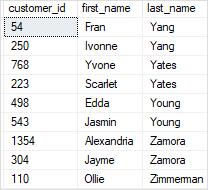 customer_id first_name last_name
54 Fran Yang
250 Ivonne Yang
768 Yvone Yates
223 Scarlet Yates
498 Edda Young
543 Jasmin Young
1354 Alexandria Zamora
304 Jayme Zamora
110 Ollie Zimmerman